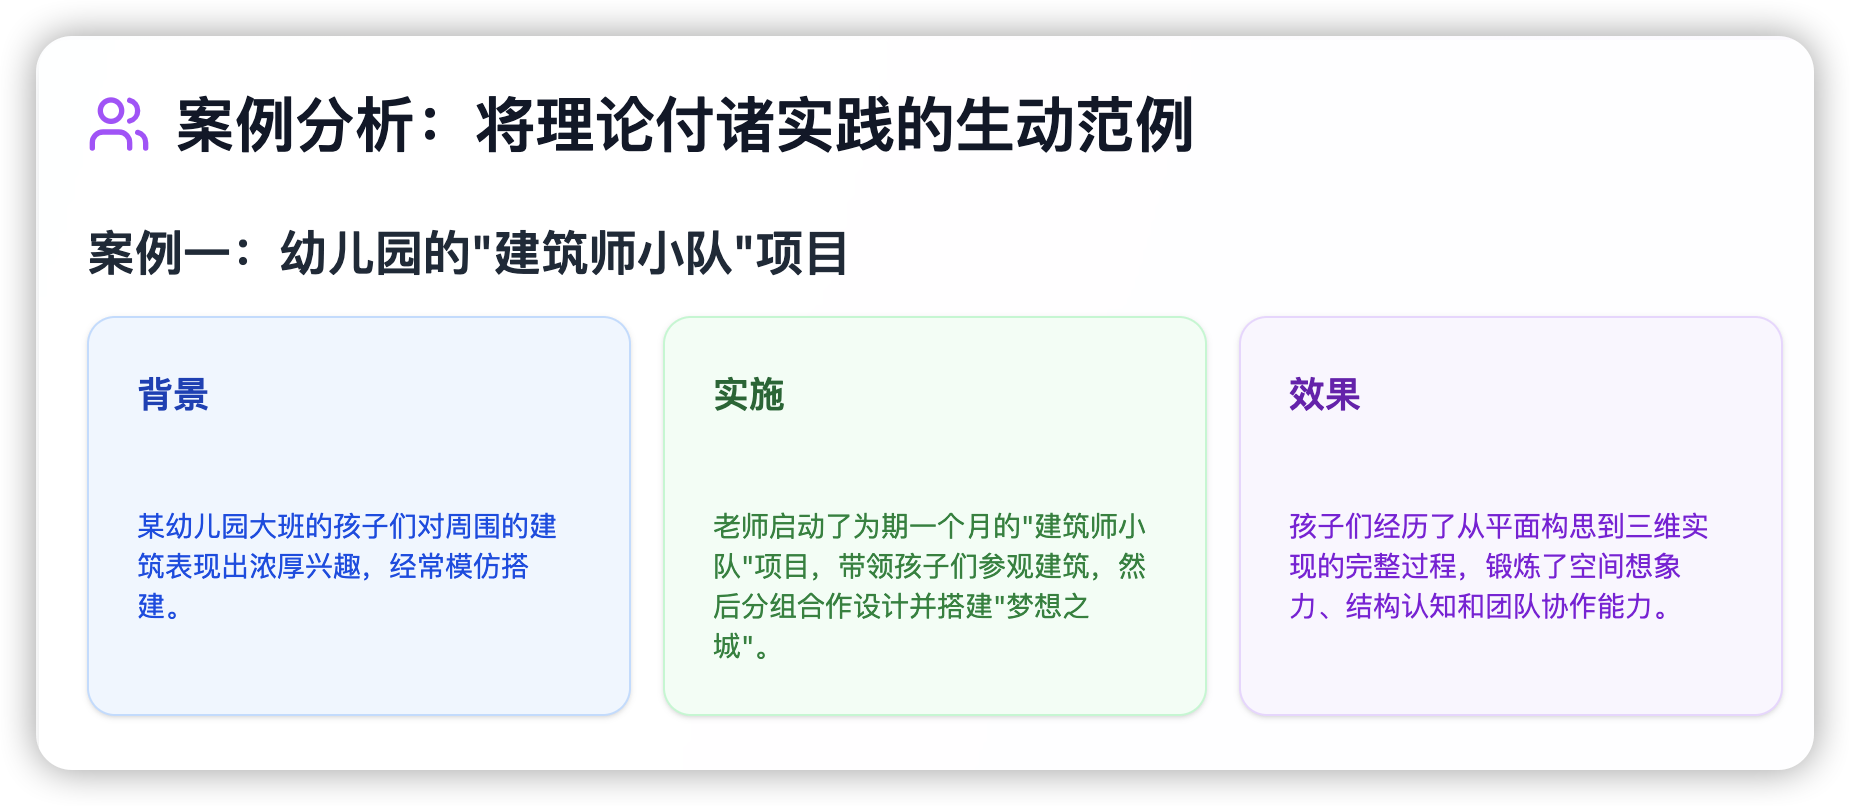 案例分析：将理论付诸实践的生动范例
案例一：幼儿园的"建筑师小队"项目
背景
某幼儿园大班的孩子们对周围的建
筑表现出浓厚兴趣，经常模仿搭
建。
实施
老师启动了为期一个月的"建筑师小
队"项目，带领孩子们参观建筑，然
后分组合作设计并搭建"梦想之
城"。
效果
孩子们经历了从平面构思到三维实
现的完整过程，锻炼了空间想象
力、结构认知和团队协作能力。